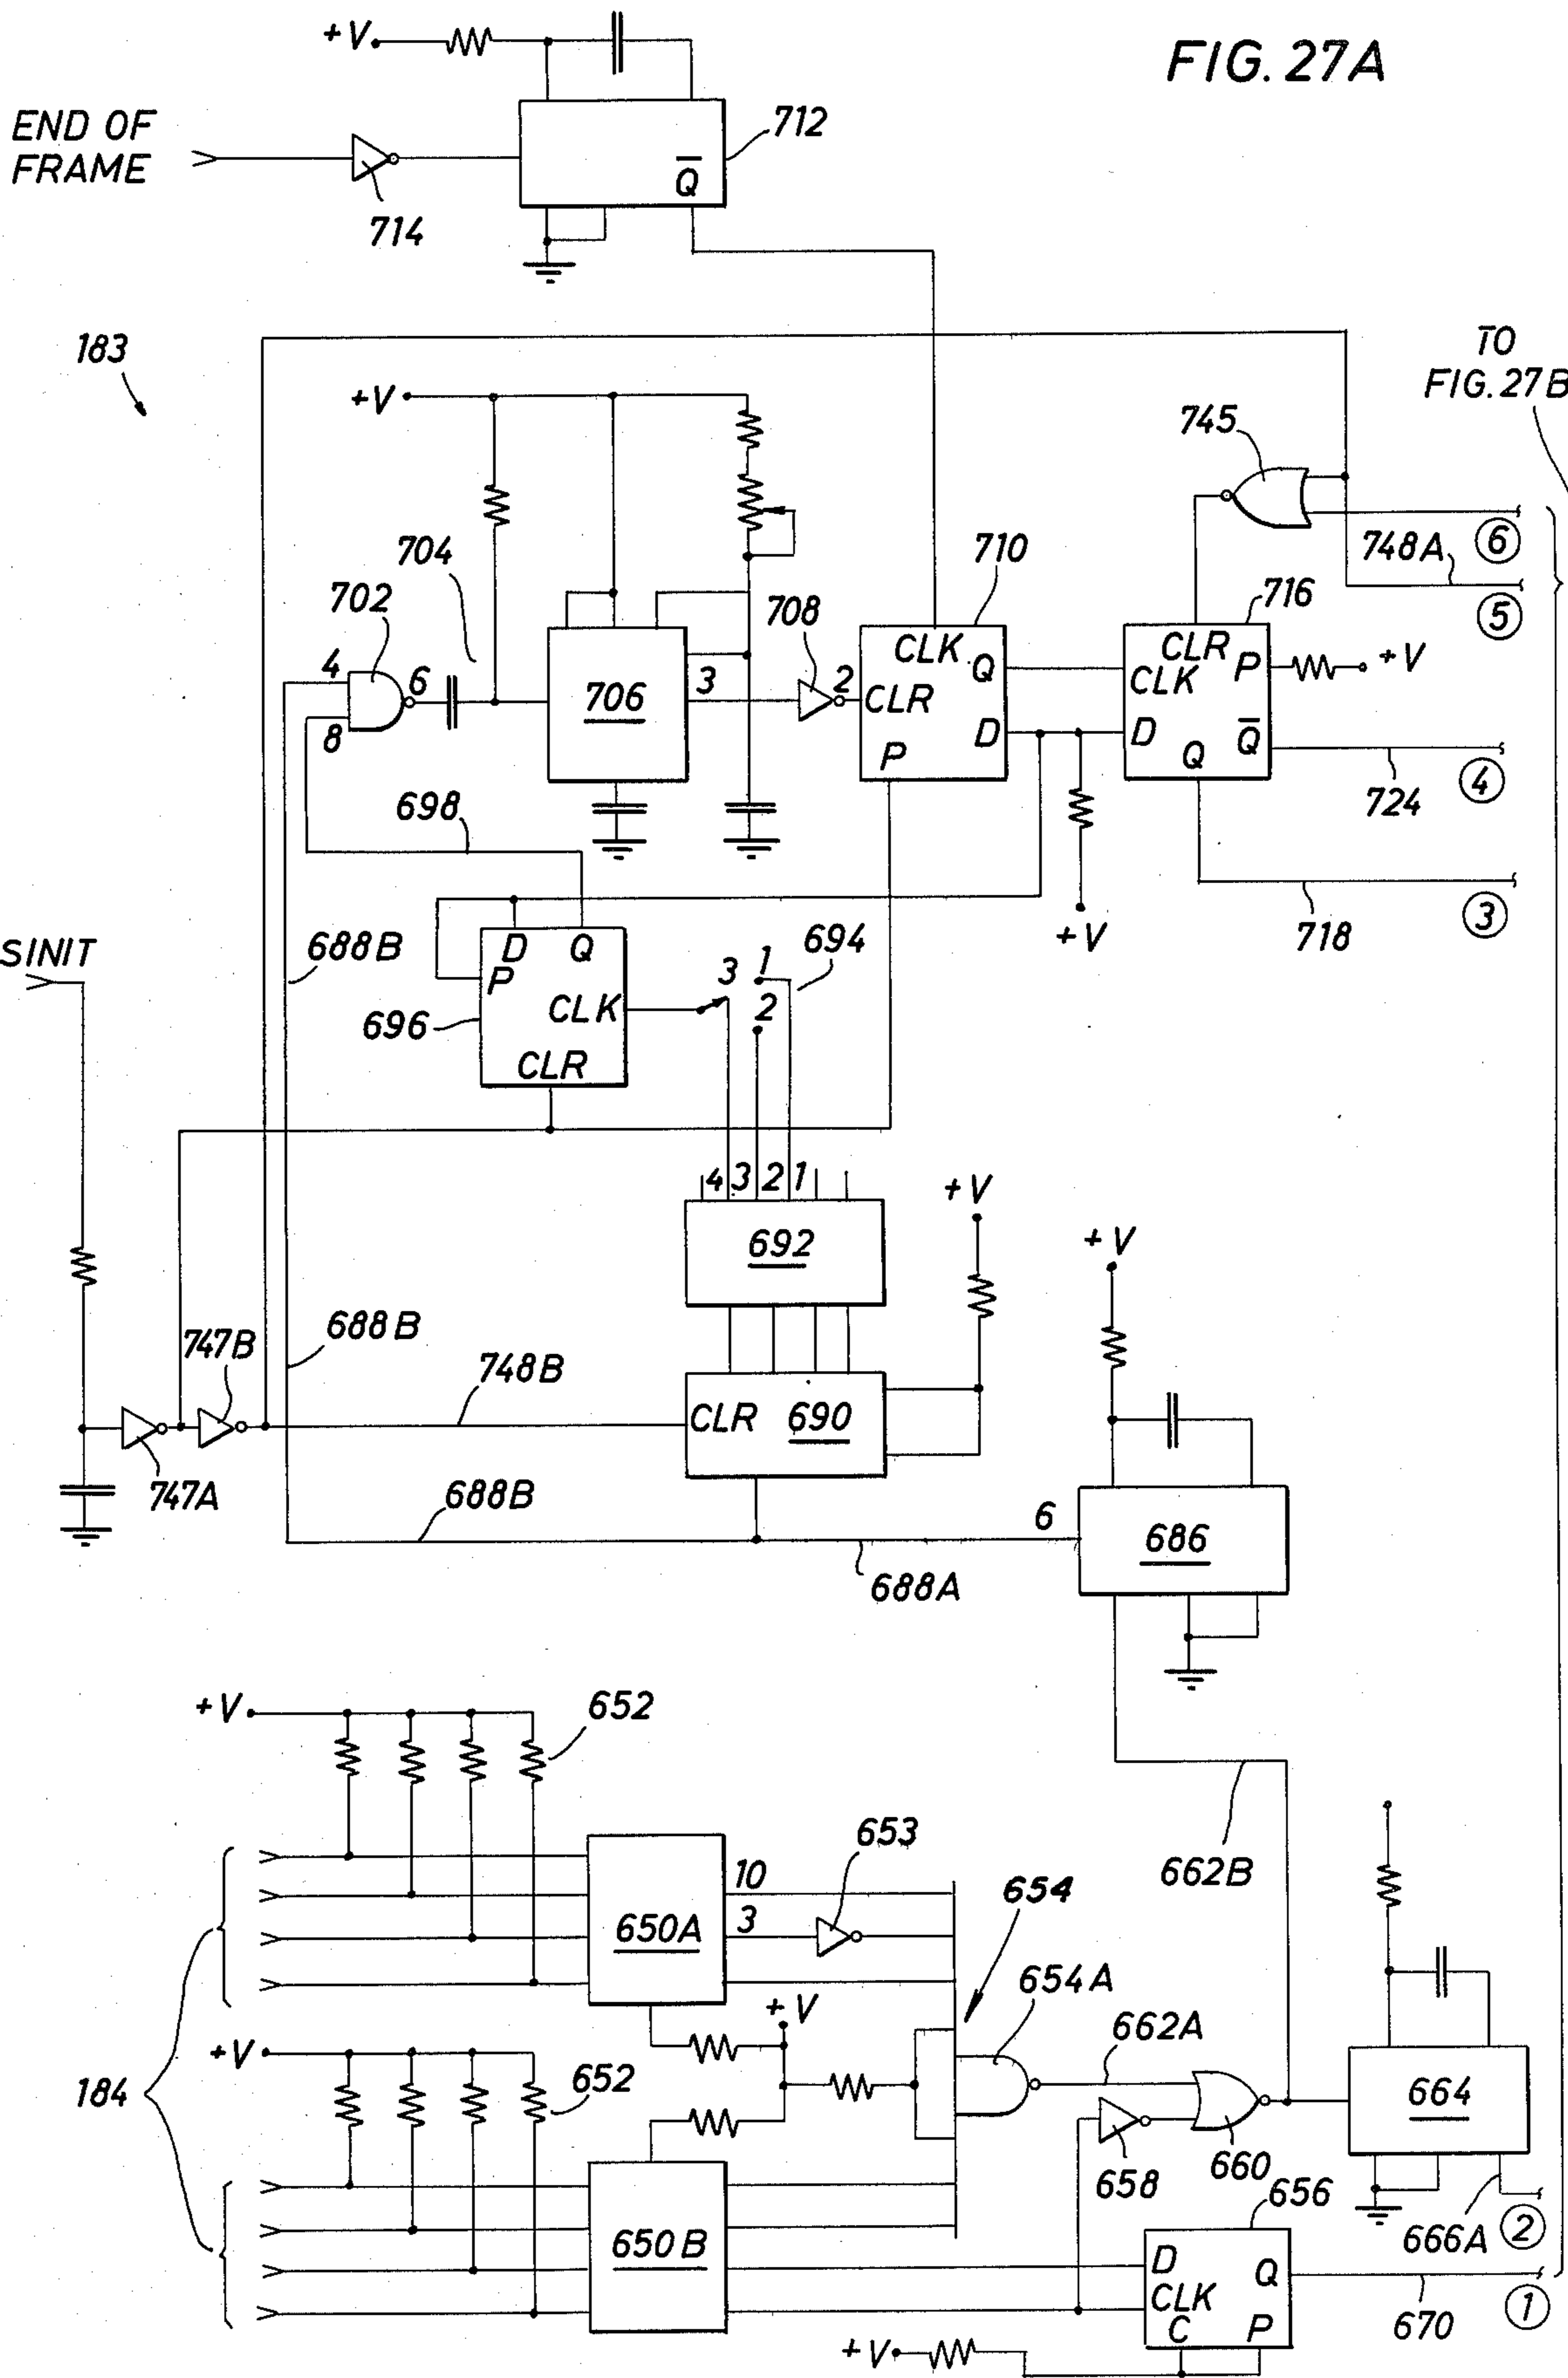 FIG. 27A
+V
END OF
FRAME
712
Q
714
183
TO
FIG. 27B
+V
745
6
748A
5
704
702
4
6
8
706
3
708
2
710
CLK
Q
CLR
D
P
716
CLR
CLK
P
+V
D
Q
Q
4
724
698
+V
3
718
SINIT
688B
D
Q
P
CLK
696
CLR
3
1
2
694
4
3
2
1
692
+V
+V
747B
688B
748B
CLR
690
747A
688B
6
686
688A
+V
652
653
10
3
650A
654
662B
654A
+V
+V
662A
184
652
664
658
660
656
650B
666A
2
D
Q
CLK
C
P
670
1
+V